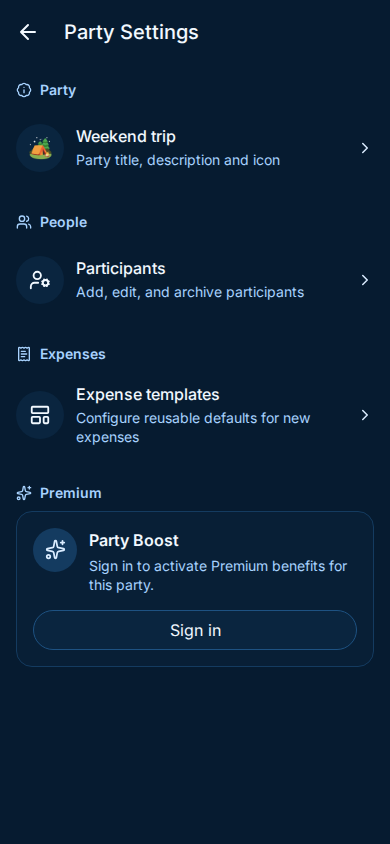 Party Settings
Party
Weekend trip
Party title, description and icon
People
Participants
Add, edit, and archive participants
Expenses
Expense templates
Configure reusable defaults for new
expenses
Premium
Party Boost
Sign in to activate Premium benefits for
this party.
Sign in